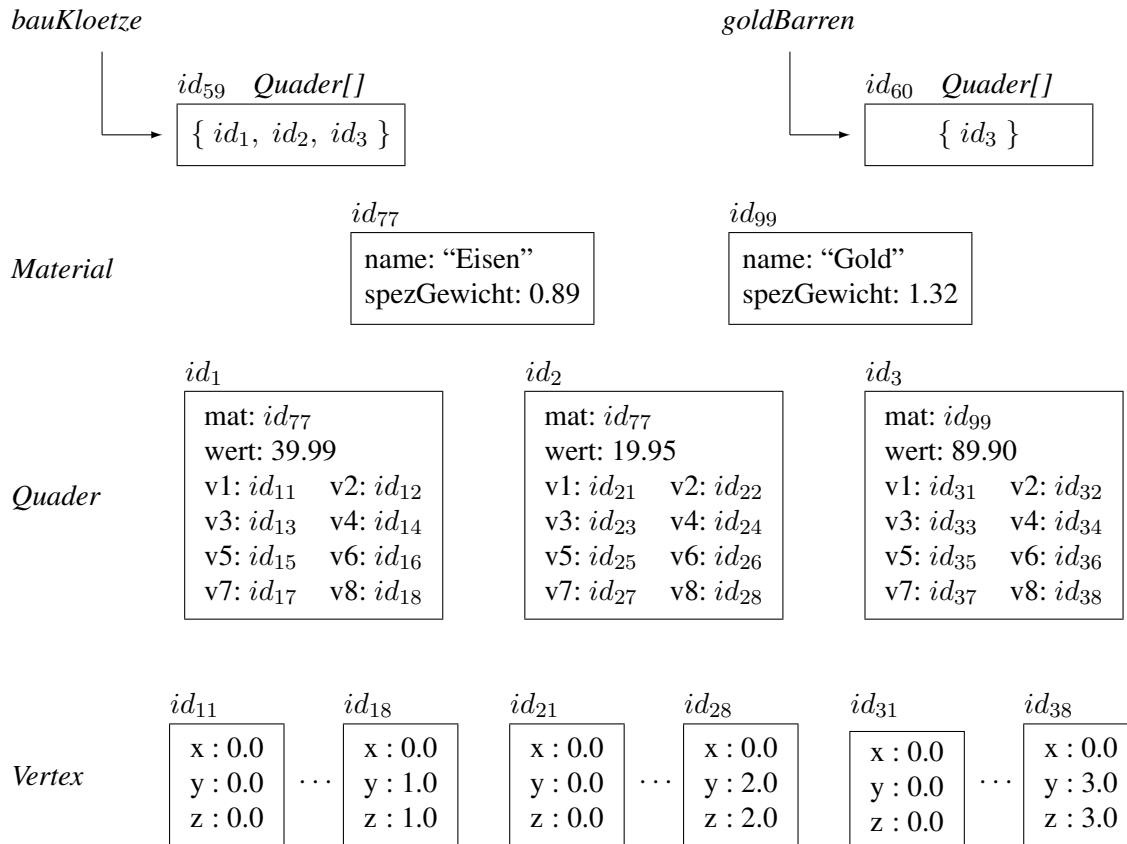 bauKloetze goldBarren
id59 Quader[] id60 Quader[]
{ id1, id2, id3 } { id3 }
id77 id99
Material
name: “Eisen” name: “Gold”
spezGewicht: 0.89 spezGewicht: 1.32
id1 id2 id3
mat: id77 mat: id77 mat: id99
wert: 39.99 wert: 19.95 wert: 89.90
Quader
v1: id11 v2: id12 v1: id21 v2: id22 v1: id31 v2: id32
v3: id13 v4: id14 v3: id23 v4: id24 v3: id33 v4: id34
v5: id15 v6: id16 v5: id25 v6: id26 v5: id35 v6: id36
v7: id17 v8: id18 v7: id27 v8: id28 v7: id37 v8: id38
id11 id18 id21 id28 id31 id38
x : 0.0 x : 0.0 x : 0.0 x : 0.0 x : 0.0 x : 0.0
Vertex y : 0.0 ... y : 1.0 y : 0.0 ... y : 2.0 y : 0.0 ... y : 3.0
z : 0.0 z : 1.0 z : 0.0 z : 2.0 z : 0.0 z : 3.0